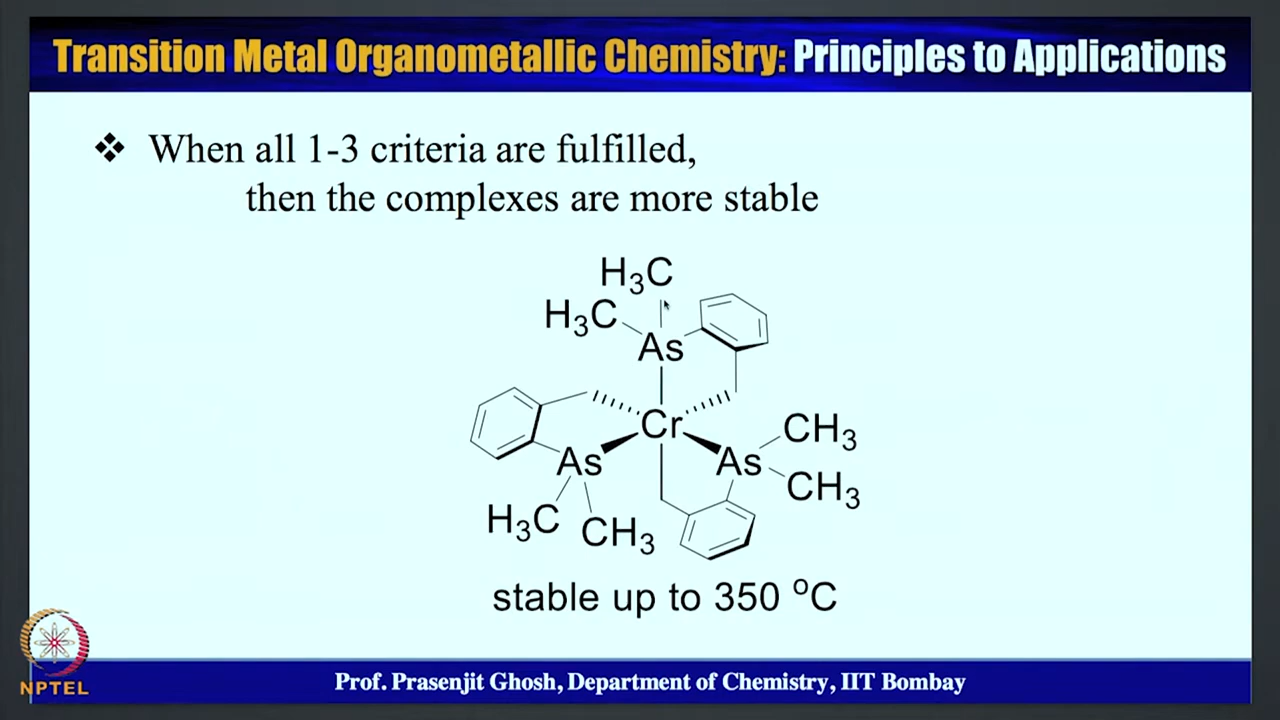 Transition Metal Organometallic Chemistry: Principles to Applications
❖ When all 1-3 criteria are fulfilled,
then the complexes are more stable
H₃C
H₃C
As
Cr
As
As
CH₃
CH₃
H₃C
CH₃
stable up to 350 °C
NPTEL
Prof. Prasenjit Ghosh, Department of Chemistry, IIT Bombay